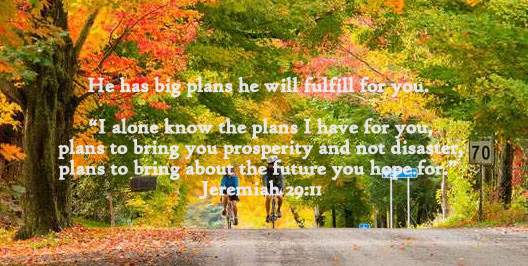 He has big plans he will fulfill for you.
“I alone know the plans I have for you,
plans to bring you prosperity and not disaster,
plans to bring about the future you hope for.
Jeremiah 29:11
70